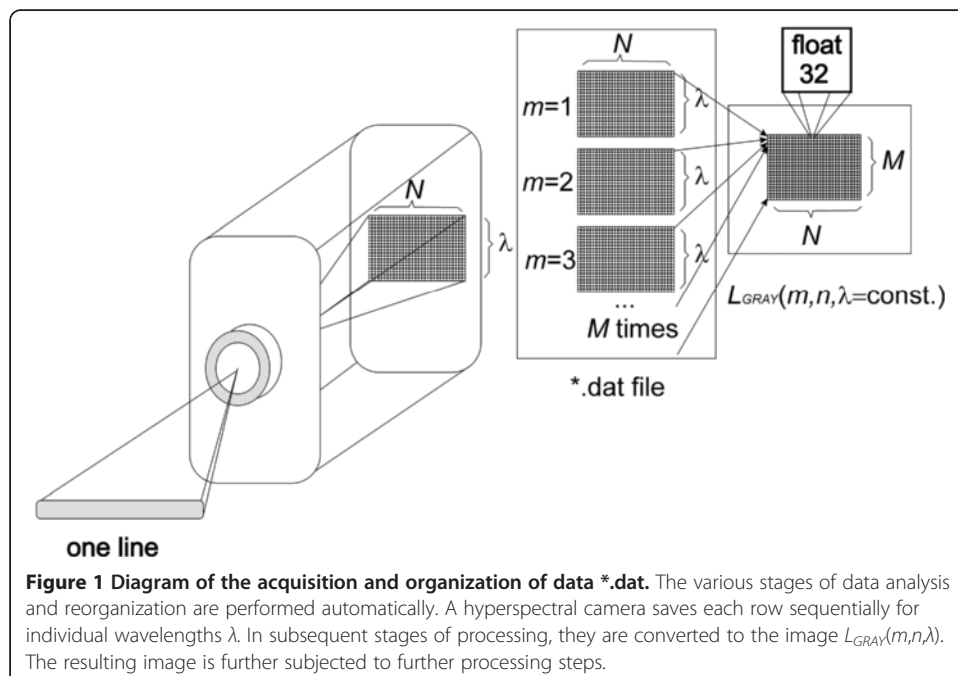 N
λ
one line
N
m=1
λ
m=2
λ
m=3
λ
...
M times
*.dat file
float
32
M
N
LGRAY(m,n,λ=const.)
Figure 1 Diagram of the acquisition and organization of data *.dat. The various stages of data analysis
and reorganization are performed automatically. A hyperspectral camera saves each row sequentially for
individual wavelengths λ. In subsequent stages of processing, they are converted to the image LGRAY(m,n,λ).
The resulting image is further subjected to further processing steps.